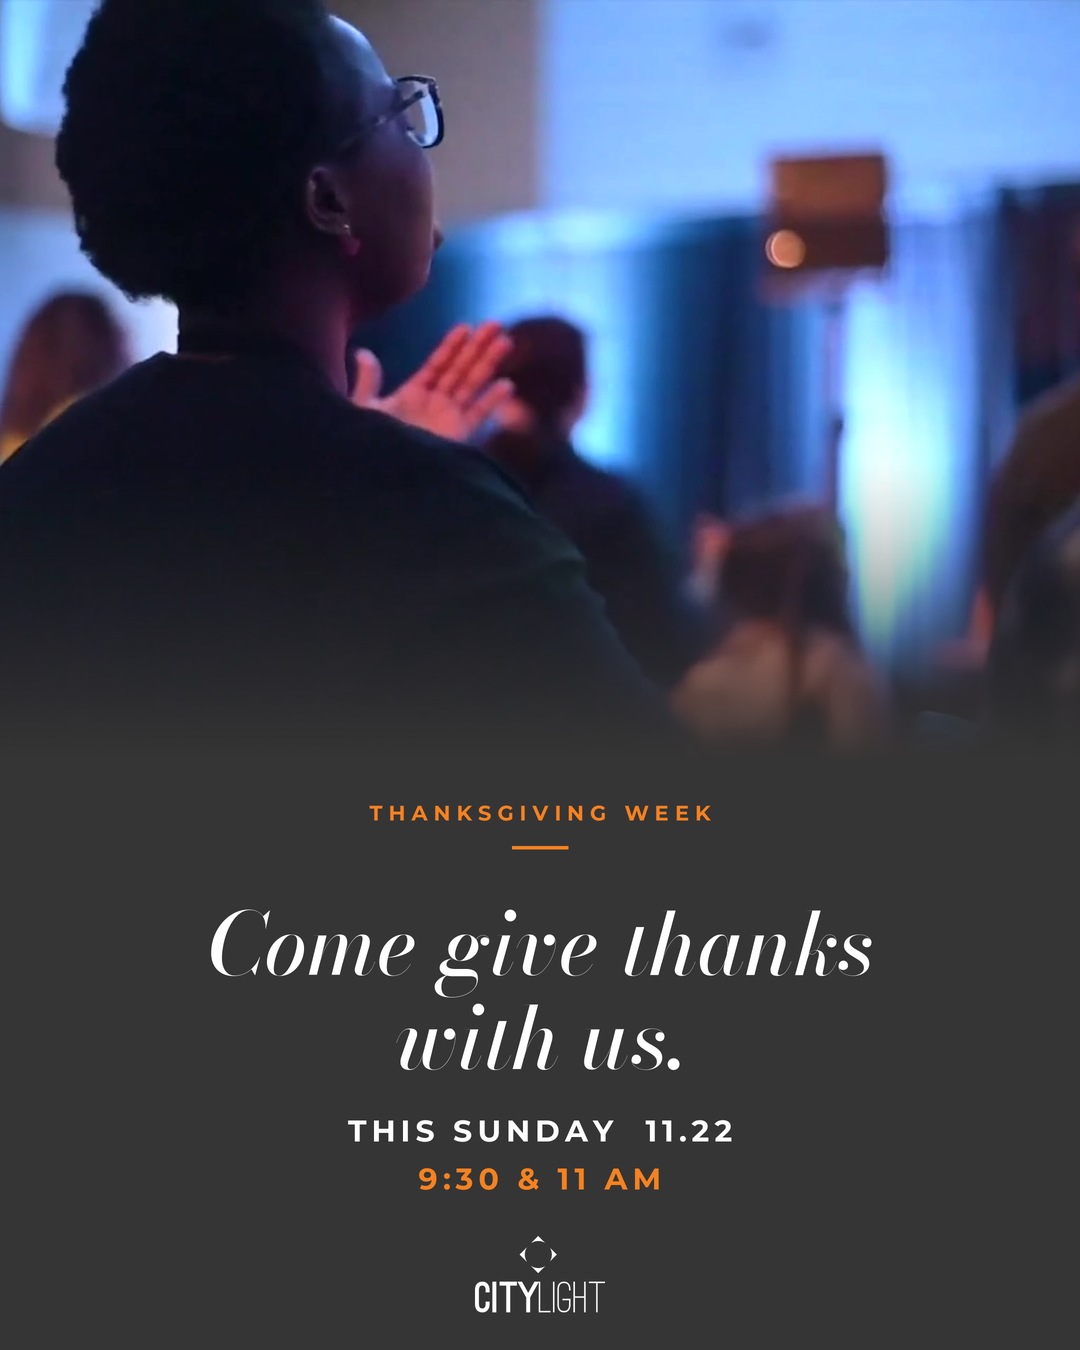 THANKSGIVING WEEK
Come give thanks
with us.
THIS SUNDAY 11.22
9:30 & 11 AM
CITYLIGHT